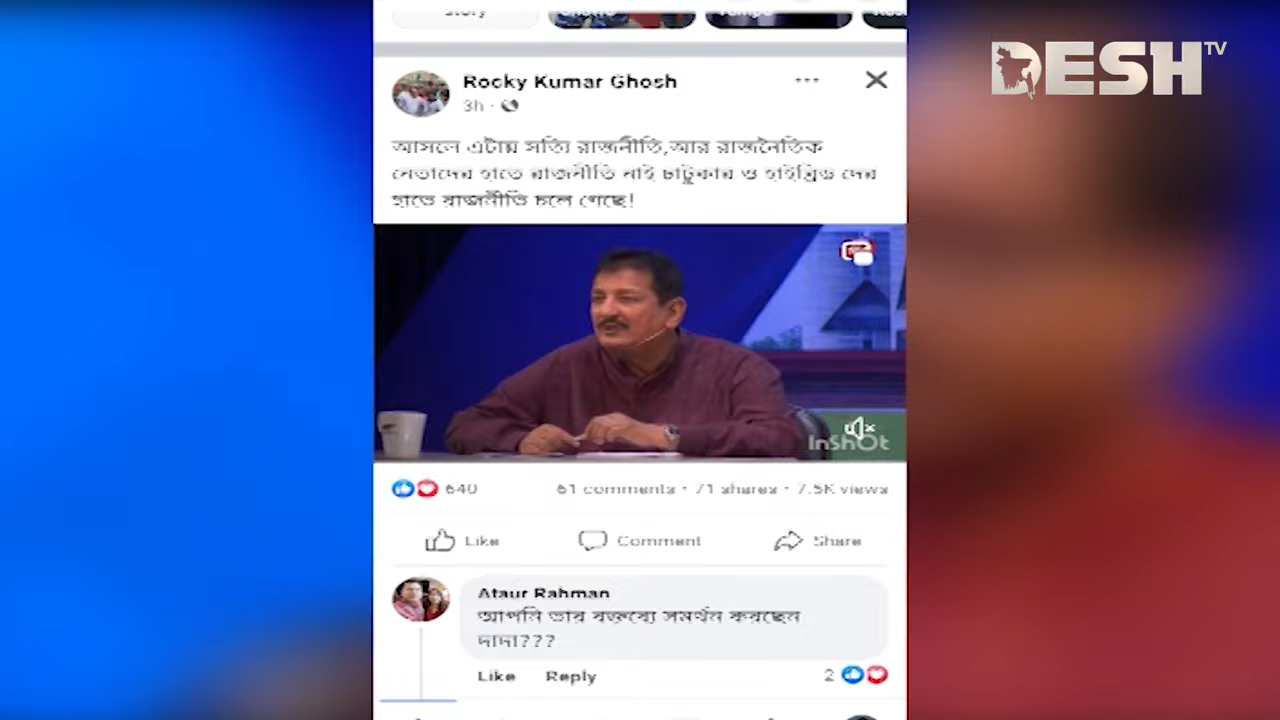 story
DESH TV
Rocky Kumar Ghosh
3h
আসলে এটায় সত্যি রাজনীতি,আর রাজনৈতিক
নেতাদের হাতে রাজনীতি নাই চাটুকার ও হাইব্রিড দের
হাতে রাজনীতি চলে গেছে!
InShOt
640
61 comments · 71 shares · 7.5K views
Like Comment Share
Ataur Rahman
আপনি তার বক্তব্যে সমর্থন করছেন
দাদা???
Like Reply 2